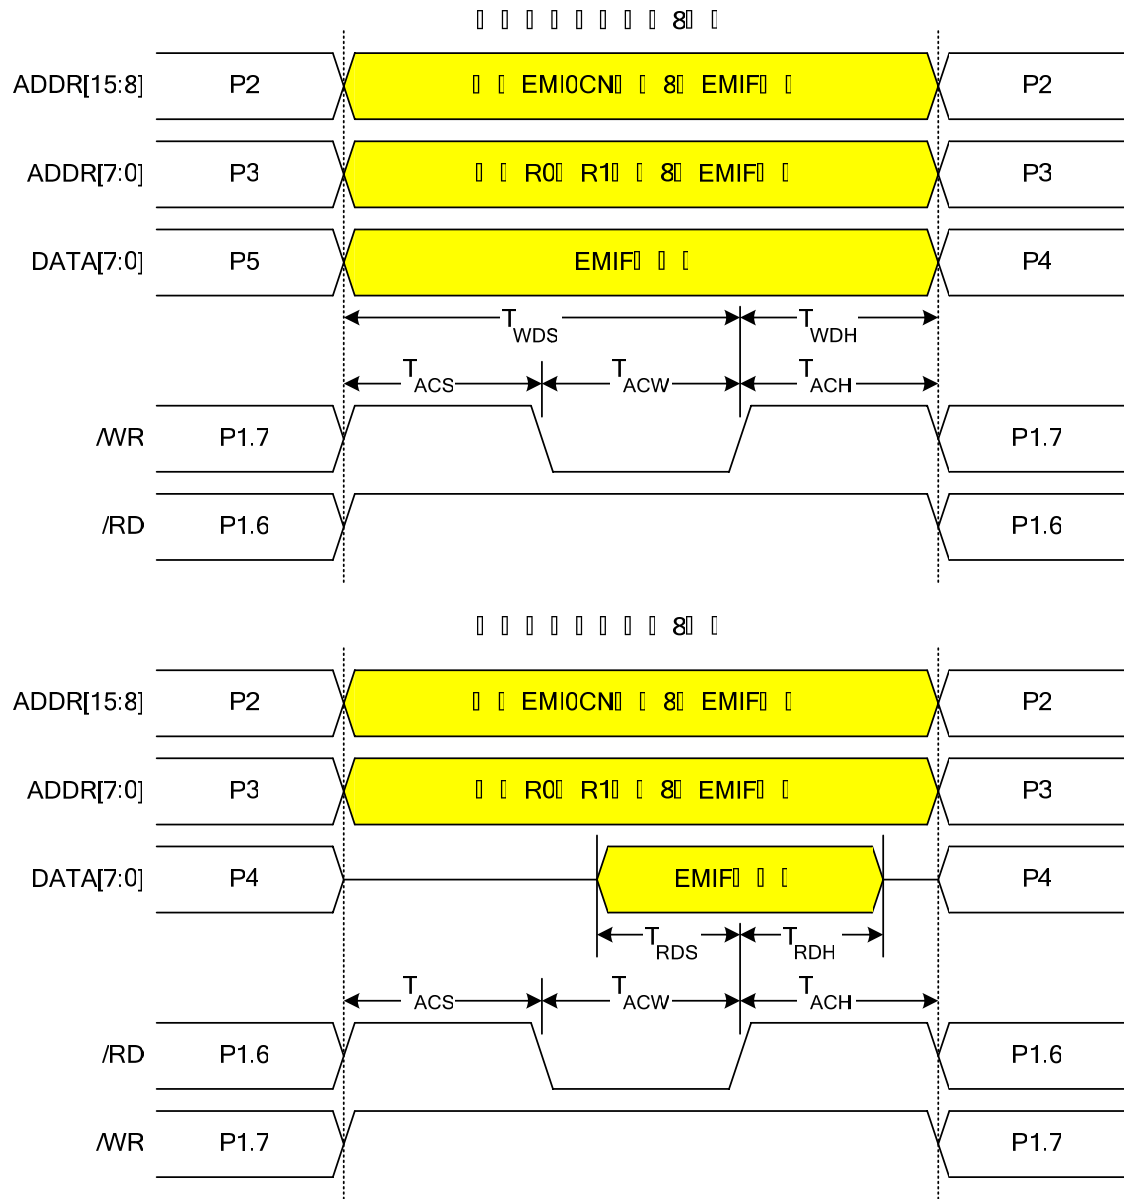 8
ADDR[15:8] P2 EMI0CN 8 EMIF P2
ADDR[7:0] P3 R0 R1 8 EMIF P3
DATA[7:0] P5 EMIF P4
TWDS TWDH
TACS TACW TACH
/WR P1.7 P1.7
/RD P1.6 P1.6
8
ADDR[15:8] P2 EMI0CN 8 EMIF P2
ADDR[7:0] P3 R0 R1 8 EMIF P3
DATA[7:0] P4 EMIF P4
TRDS TRDH
TACS TACW TACH
/RD P1.6 P1.6
/WR P1.7 P1.7